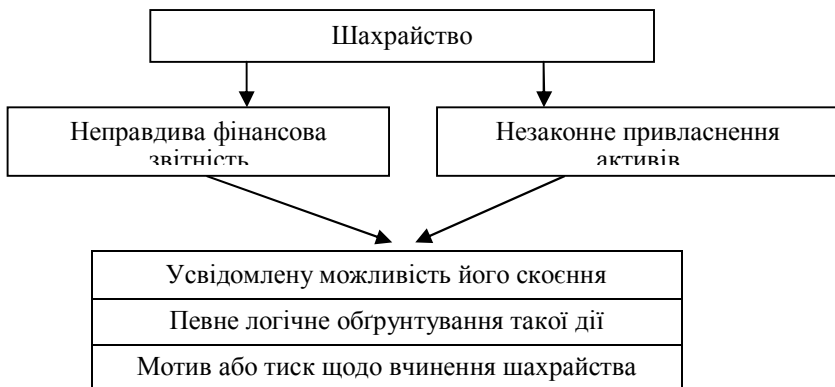 Шахрайство
Неправдива фінансова
звітність
Незаконне привласнення
активів
Усвідомлену можливість його скоєння
Певне логічне обґрунтування такої дії
Мотив або тиск щодо вчинення шахрайства